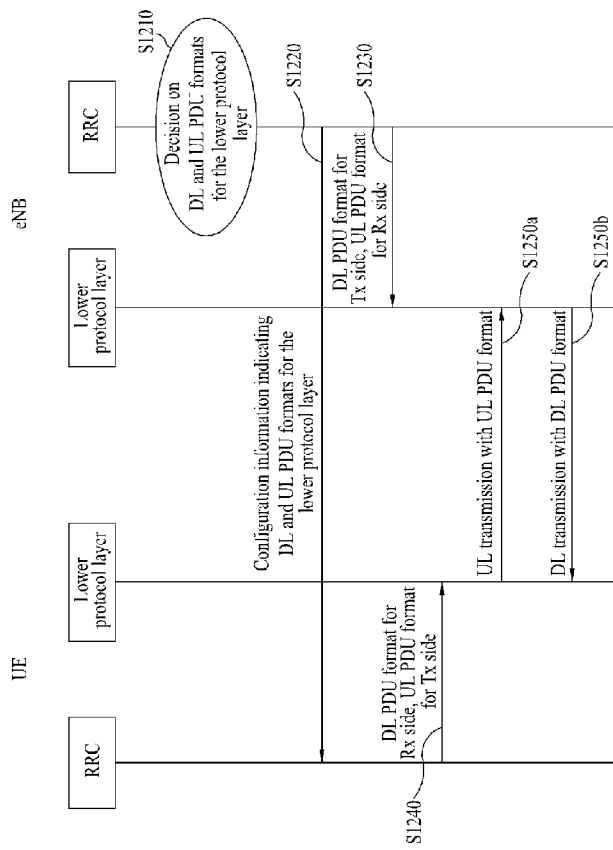 UE
eNB
RRC
Lower
protocol layer
Lower
protocol layer
RRC
S1210
Decision on
DL and UL PDU formats
for the lower protocol
layer
Configuration information indicating
DL and UL PDU formats for the
lower protocol layer
S1220
DL PDU format for
Tx side, UL PDU format
for Rx side
S1230
DL PDU format for
Rx side, UL PDU format
for Tx side
S1240
UL transmission with UL PDU format
S1250a
DL transmission with DL PDU format
S1250b